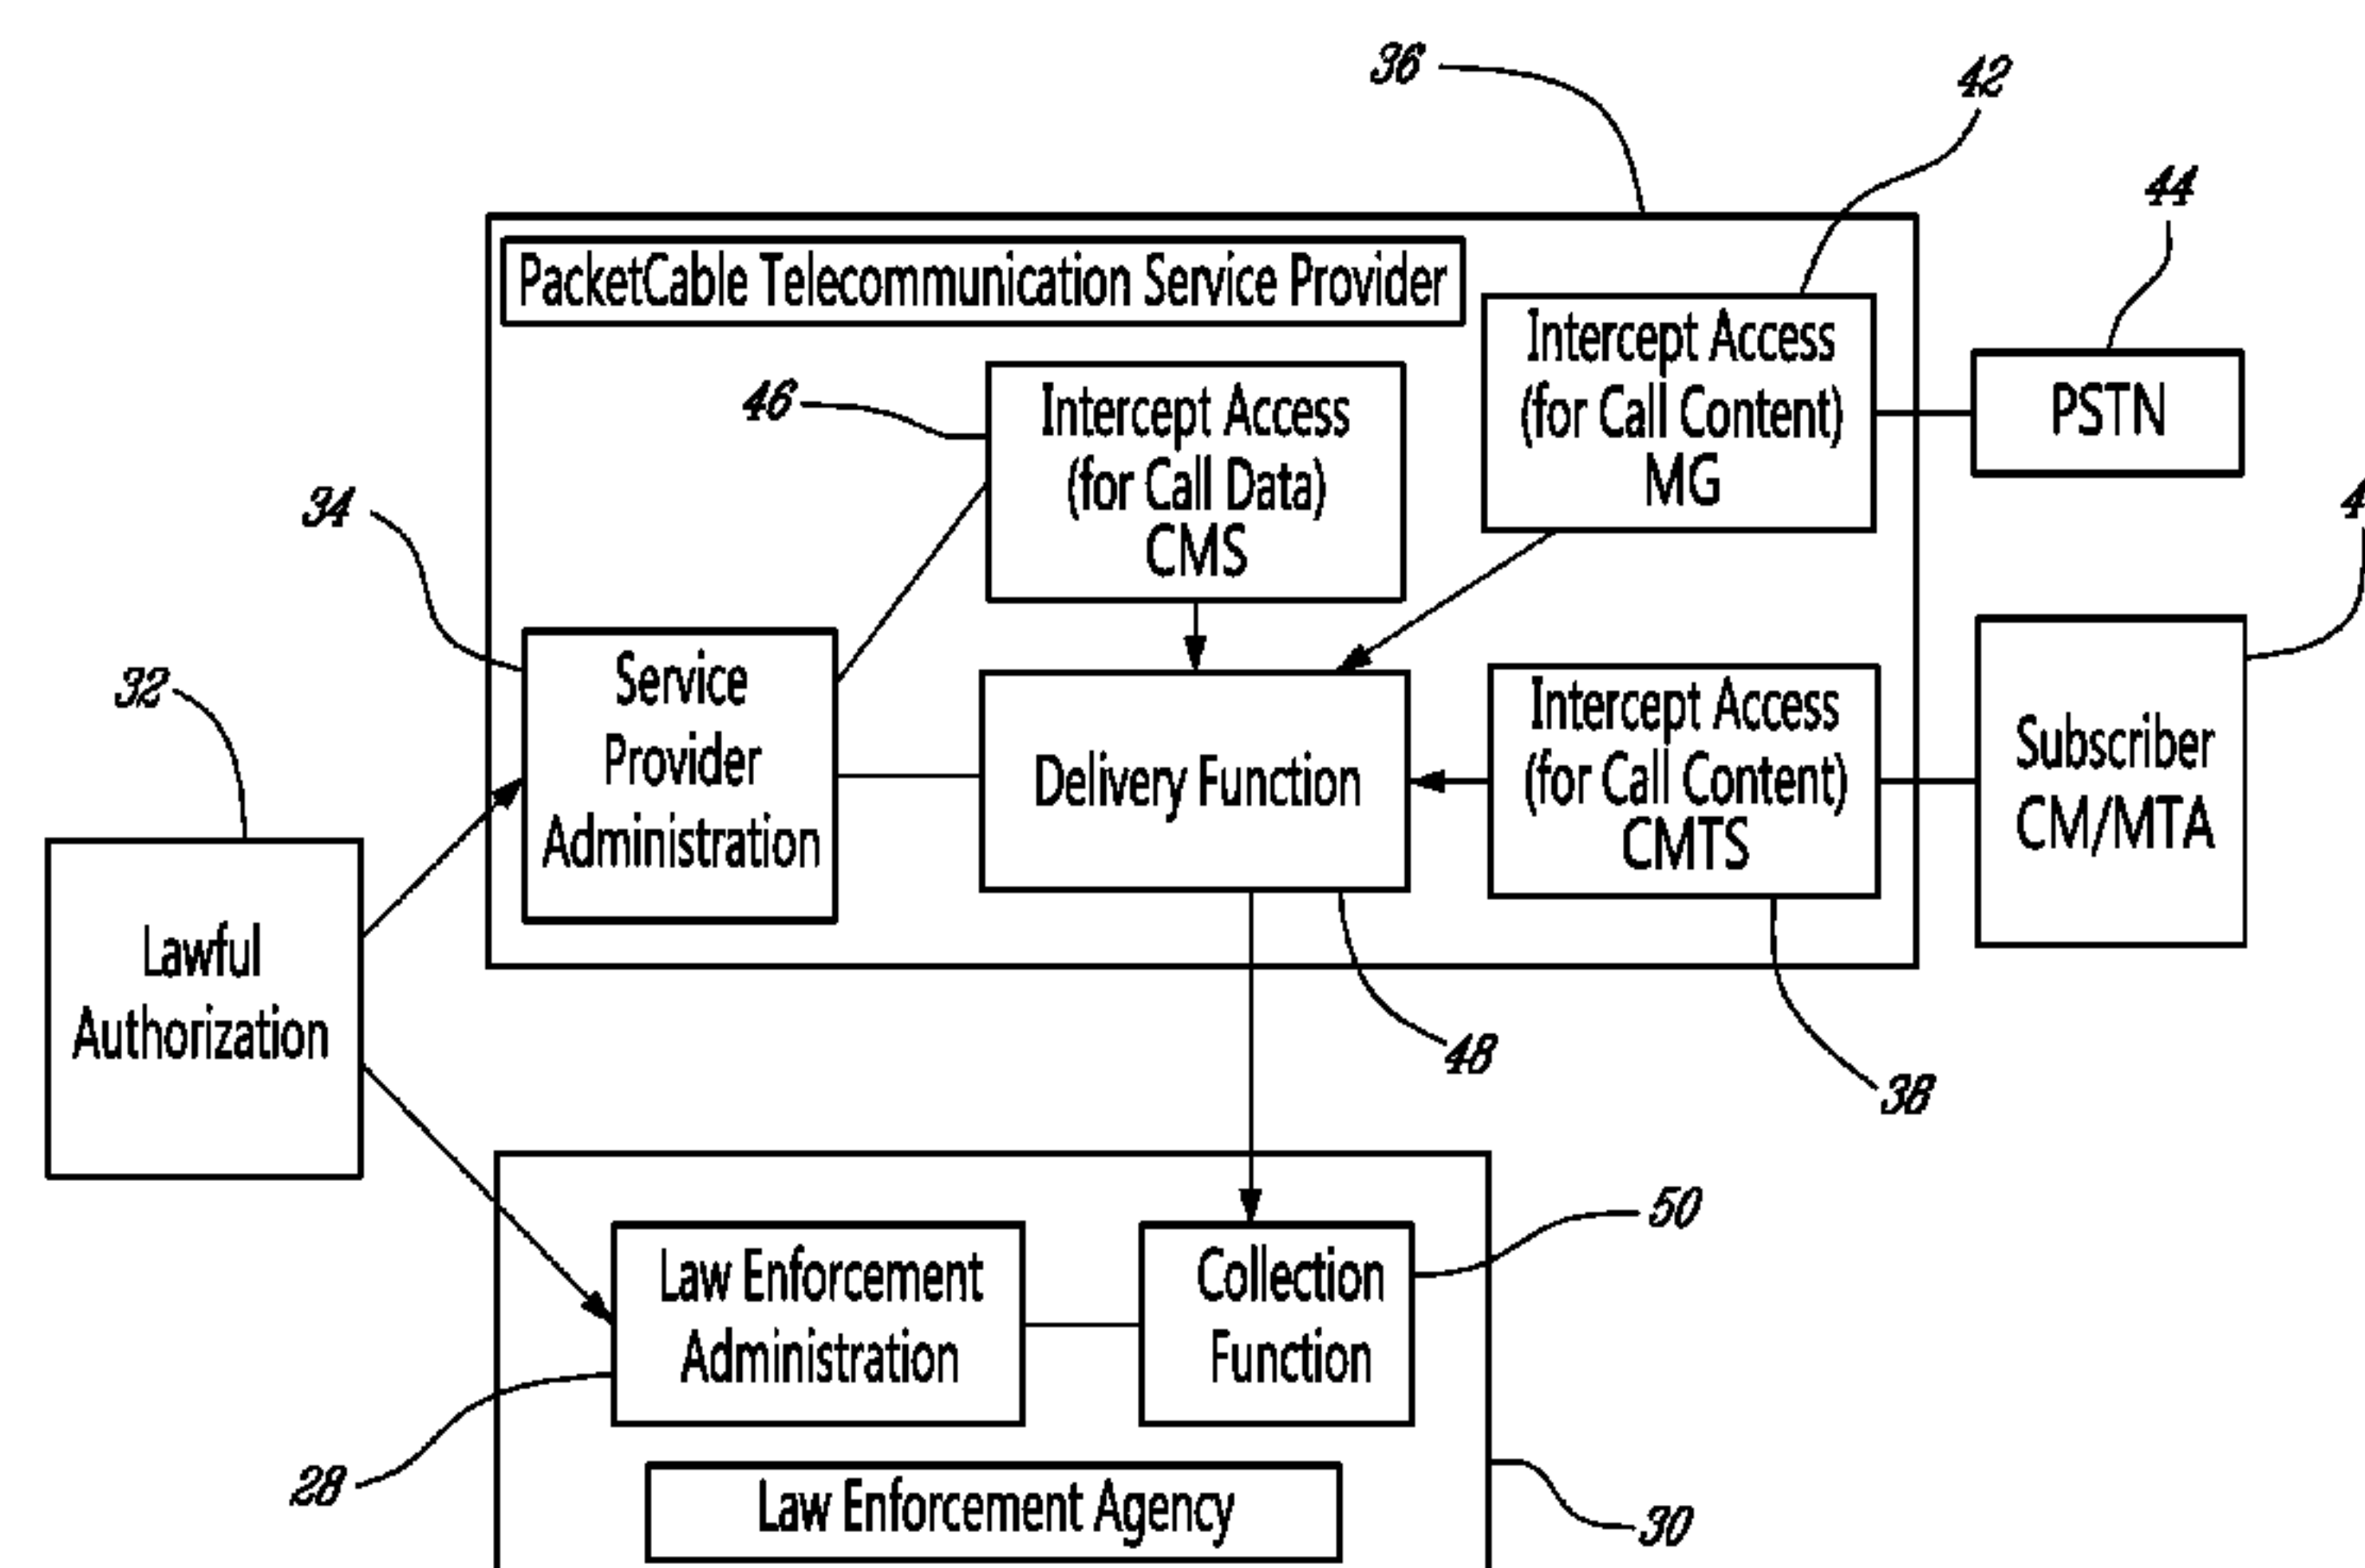 36
42
44
PacketCable Telecommunication Service Provider
Intercept Access
(for Call Content)
MG
PSTN
46
Intercept Access
(for Call Data)
CMS
34
Service
Provider
Administration
32
Delivery Function
Intercept Access
(for Call Content)
CMTS
Subscriber
CM/MTA
Lawful
Authorization
48
38
50
Law Enforcement
Administration
Collection
Function
28
Law Enforcement Agency
30